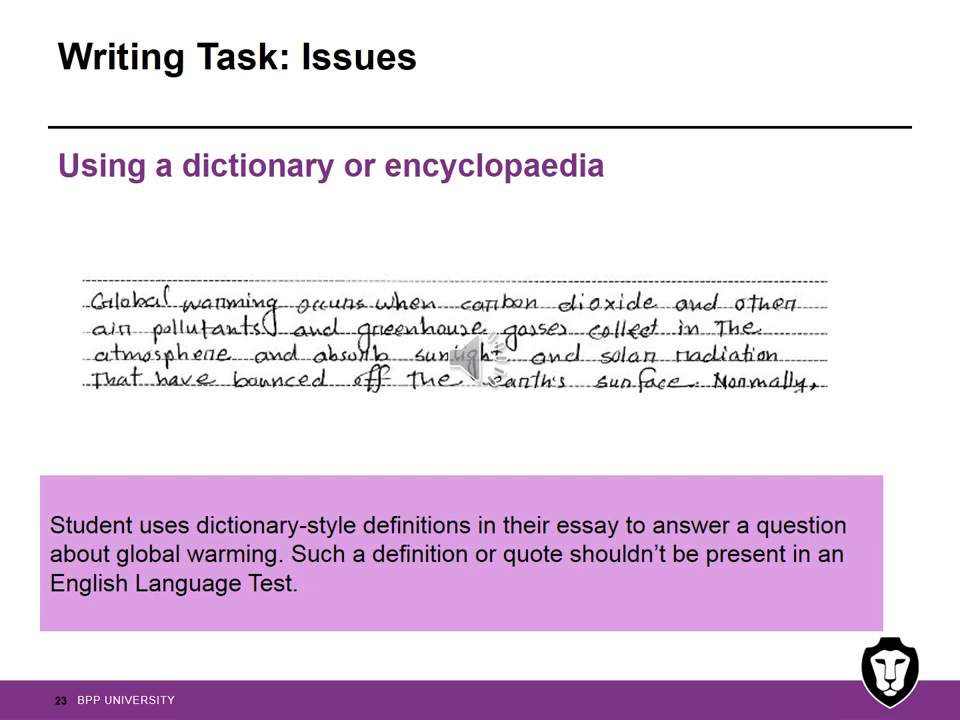 Writing Task: Issues
Using a dictionary or encyclopaedia
Global warming occurs when carbon dioxide and other
air pollutants and greenhouse gasses collect in The
atmosphere and absorb sunlight and solar radiation
That have bounced off The earth's surface. Normally,
Student uses dictionary-style definitions in their essay to answer a question
about global warming. Such a definition or quote shouldn't be present in an
English Language Test.
23 BPP UNIVERSITY